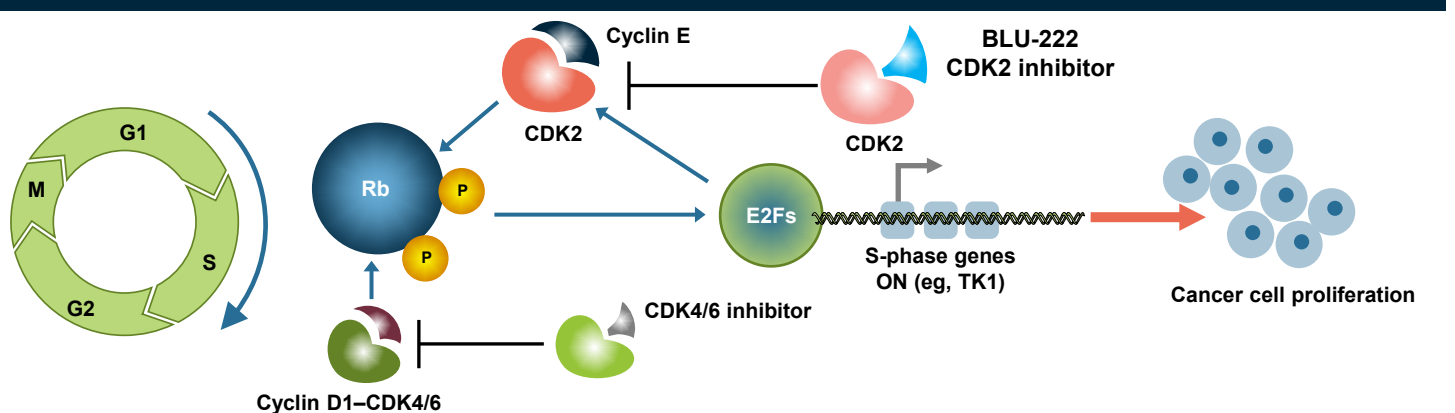 G1
M
S
G2
Rb
P
P
Cyclin E
CDK2
BLU-222
CDK2 inhibitor
CDK2
E2Fs
S-phase genes
ON (eg, TK1)
Cancer cell proliferation
CDK4/6 inhibitor
Cyclin D1–CDK4/6